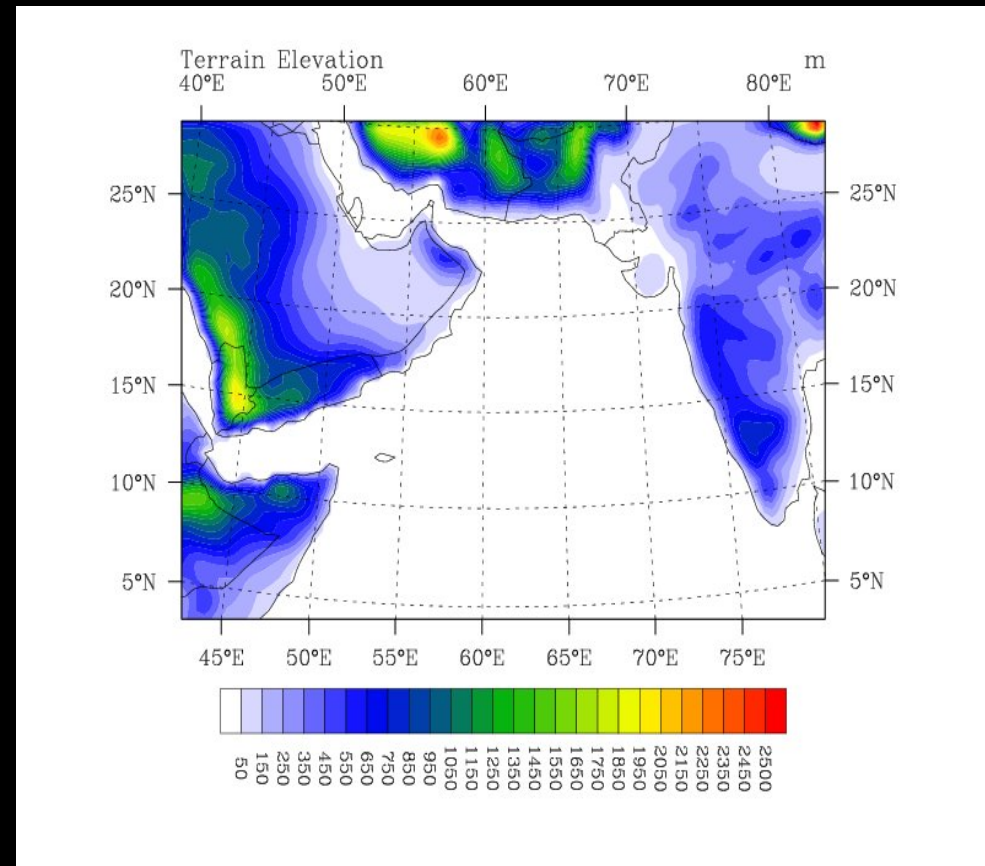 Terrain Elevation m
40°E 50°E 60°E 70°E 80°E
25°N 25°N
20°N 20°N
15°N 15°N
10°N 10°N
5°N 5°N
45°E 50°E 55°E 60°E 65°E 70°E 75°E
50 150 250 350 450 550 650 750 850 950 1050 1150 1250 1350 1450 1550 1650 1750 1850 1950 2050 2150 2250 2350 2450 2500